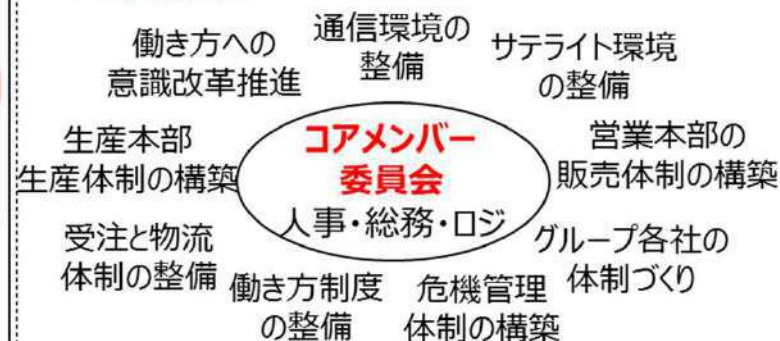 働き方への
意識改革推進
通信環境の
整備
サテライト環境
の整備
生産本部
生産体制の構築
コアメンバー
委員会
人事・総務・ロジ
営業本部の
販売体制の構築
受注と物流
体制の整備
働き方制度
の整備
危機管理
体制の構築
グループ各社の
体制づくり